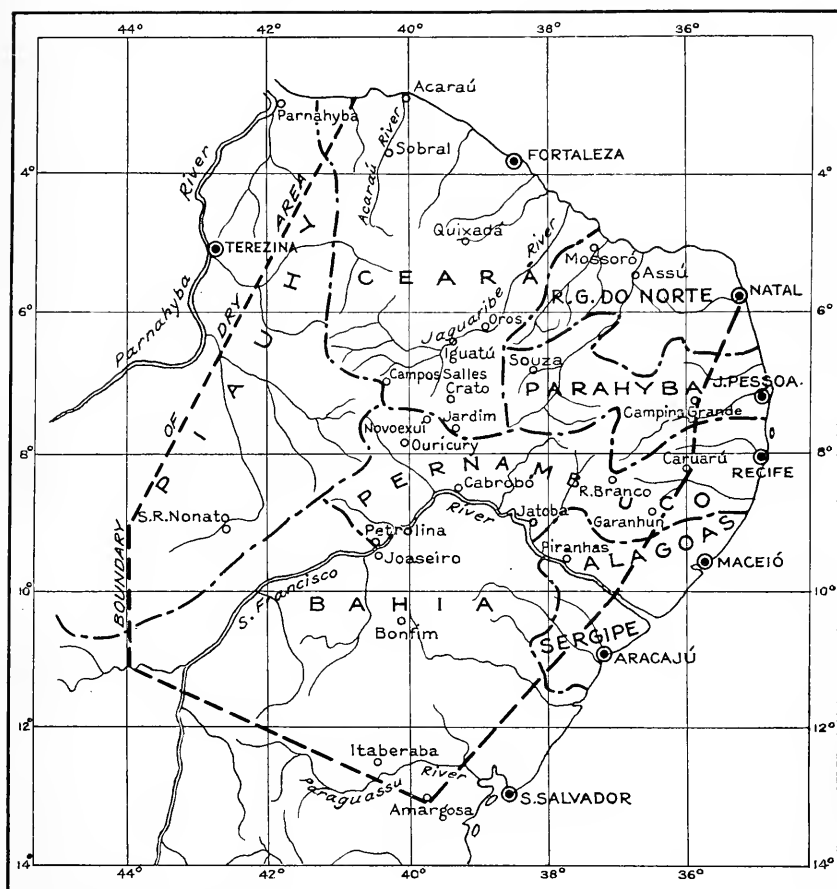 44° 42° 40° 38° 36°
Acaraú
Parnahyba
River
Sobral
FORTALEZA
4° 4°
River
Acaraú
AREA
Quixadá
River
TEREZINA
Mossoró
Assú
PIAUHY
CEARA
DRY
R.G. DO NORTE
NATAL
6° 6°
Parnahyba
Jaguaribe
Oros
Iguatú
Souza
Campos Salles
PARAHYBA
J.PESSOA
Crato
Campina Grande
OF
Novoexui
Jardim
8° 8°
Ouricury
Caruarú
RECIFE
PERNAMBUCO
Cabrobo
R.Branco
River
Jatoba
Garanhun
S.R.Nonato
Petrolina
Piranhas
ALAGOAS
Joaseiro
MACEIÓ
BOUNDARY
10° 10°
S. Francisco
BAHIA
Bonfim
SERGIPE
ARACAJÚ
12° 12°
Itaberaba
River
Paraguassu
Amargosa
S.SALVADOR
14° 14°
44° 42° 40° 38° 36°